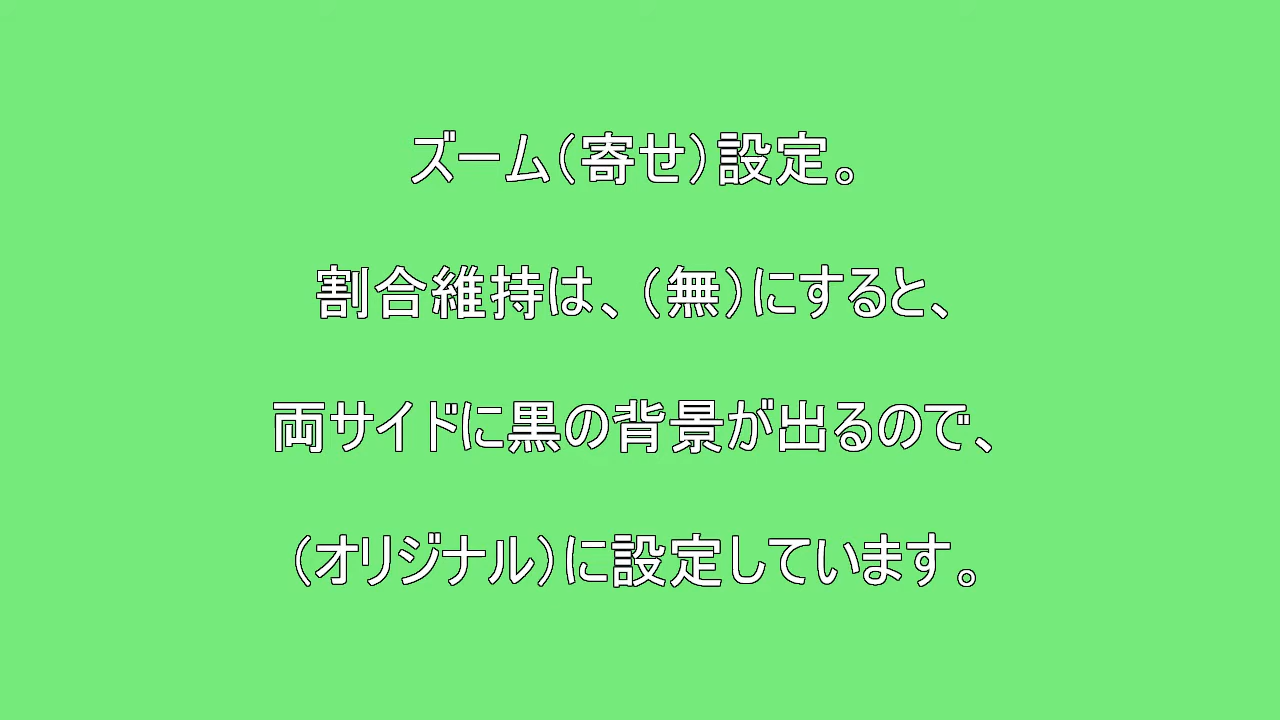 ズーム（寄せ）設定。
割合維持は、（無）にすると、
両サイドに黒の背景が出るので、
（オリジナル）に設定しています。